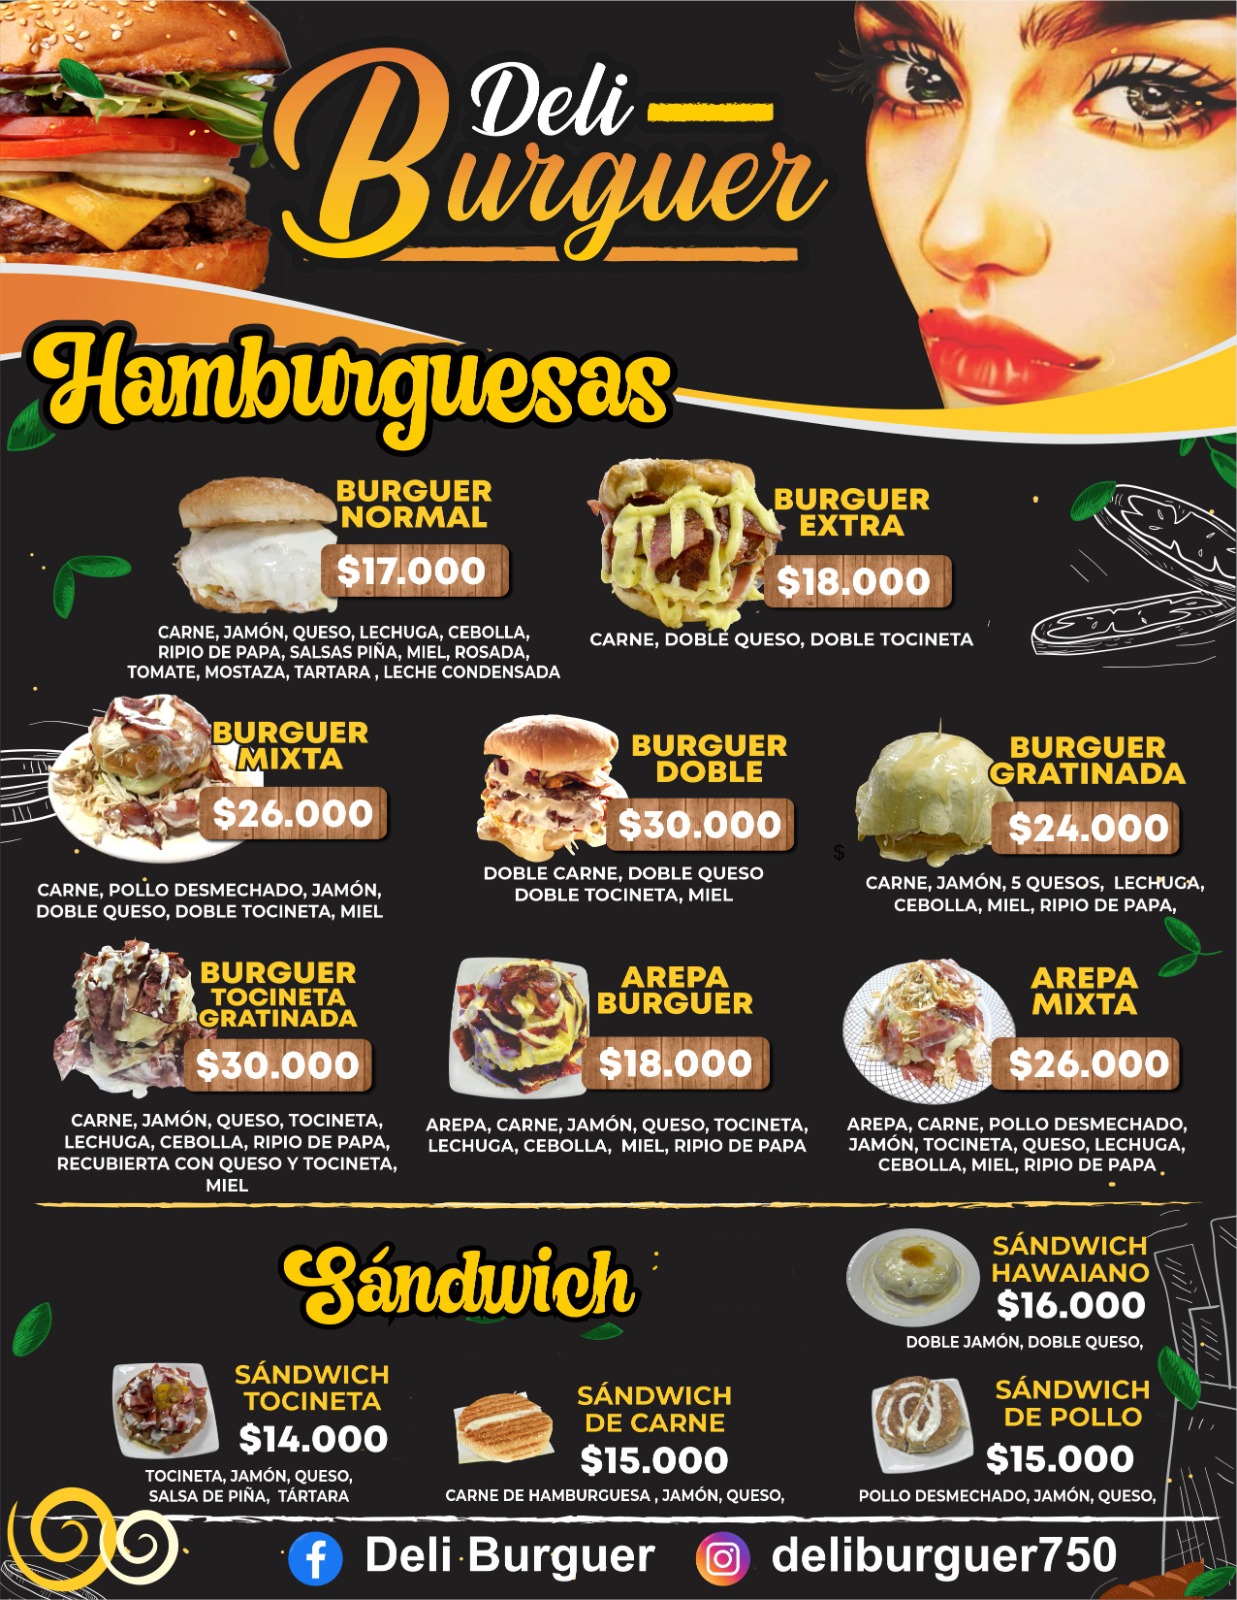 Deli
Burguer
Hamburguesas
BURGUER
NORMAL
$17.000
CARNE, JAMÓN, QUESO, LECHUGA, CEBOLLA,
RIPIO DE PAPA, SALSAS PIÑA, MIEL, ROSADA,
TOMATE, MOSTAZA, TARTARA , LECHE CONDENSADA
BURGUER
EXTRA
$18.000
CARNE, DOBLE QUESO, DOBLE TOCINETA
BURGUER
MIXTA
$26.000
CARNE, POLLO DESMECHADO, JAMÓN,
DOBLE QUESO, DOBLE TOCINETA, MIEL
BURGUER
DOBLE
$30.000
DOBLE CARNE, DOBLE QUESO
DOBLE TOCINETA, MIEL
$
BURGUER
GRATINADA
$24.000
CARNE, JAMÓN, 5 QUESOS, LECHUGA,
CEBOLLA, MIEL, RIPIO DE PAPA,
BURGUER
TOCINETA
GRATINADA
$30.000
CARNE, JAMÓN, QUESO, TOCINETA,
LECHUGA, CEBOLLA, RIPIO DE PAPA,
RECUBIERTA CON QUESO Y TOCINETA,
MIEL
AREPA
BURGUER
$18.000
AREPA, CARNE, JAMÓN, QUESO, TOCINETA,
LECHUGA, CEBOLLA, MIEL, RIPIO DE PAPA
AREPA
MIXTA
$26.000
AREPA, CARNE, POLLO DESMECHADO,
JAMÓN, TOCINETA, QUESO, LECHUGA,
CEBOLLA, MIEL, RIPIO DE PAPA
Sándwich
SÁNDWICH
HAWAIANO
$16.000
DOBLE JAMÓN, DOBLE QUESO,
SÁNDWICH
TOCINETA
$14.000
TOCINETA, JAMÓN, QUESO,
SALSA DE PIÑA, TÁRTARA
SÁNDWICH
DE CARNE
$15.000
CARNE DE HAMBURGUESA , JAMÓN, QUESO,
SÁNDWICH
DE POLLO
$15.000
POLLO DESMECHADO, JAMÓN, QUESO,
Deli Burguer
deliburguer750